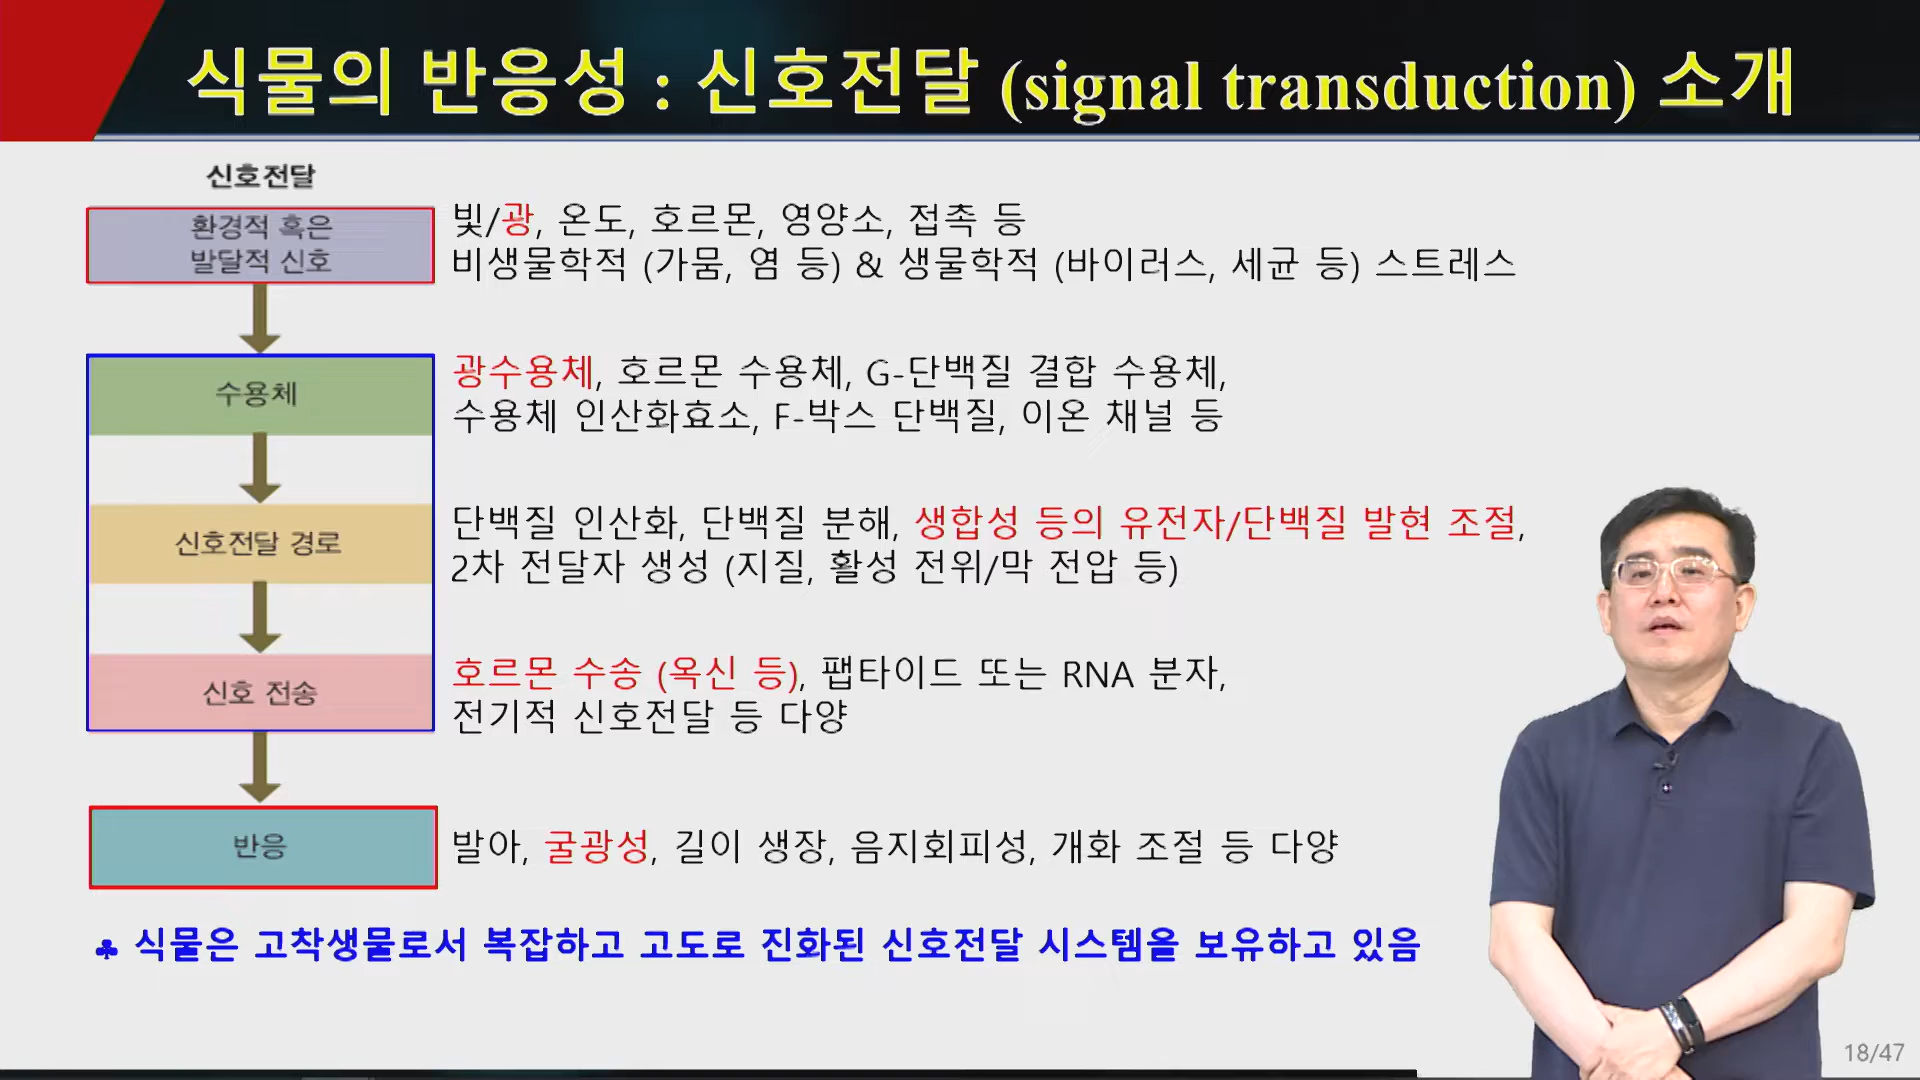 식물의 반응성 : 신호전달 (signal transduction) 소개
신호전달
환경적 혹은
발달적 신호
빛/광, 온도, 호르몬, 영양소, 접촉 등
비생물학적 (가뭄, 염 등) & 생물학적 (바이러스, 세균 등) 스트레스
수용체
광수용체, 호르몬 수용체, G-단백질 결합 수용체,
수용체 인산화효소, F-박스 단백질, 이온 채널 등
신호전달 경로
단백질 인산화, 단백질 분해, 생합성 등의 유전자/단백질 발현 조절,
2차 전달자 생성 (지질, 활성 전위/막 전압 등)
신호 전송
호르몬 수송 (옥신 등), 팹타이드 또는 RNA 분자,
전기적 신호전달 등 다양
반응
발아, 굴광성, 길이 생장, 음지회피성, 개화 조절 등 다양
♣ 식물은 고착생물로서 복잡하고 고도로 진화된 신호전달 시스템을 보유하고 있음
18/47